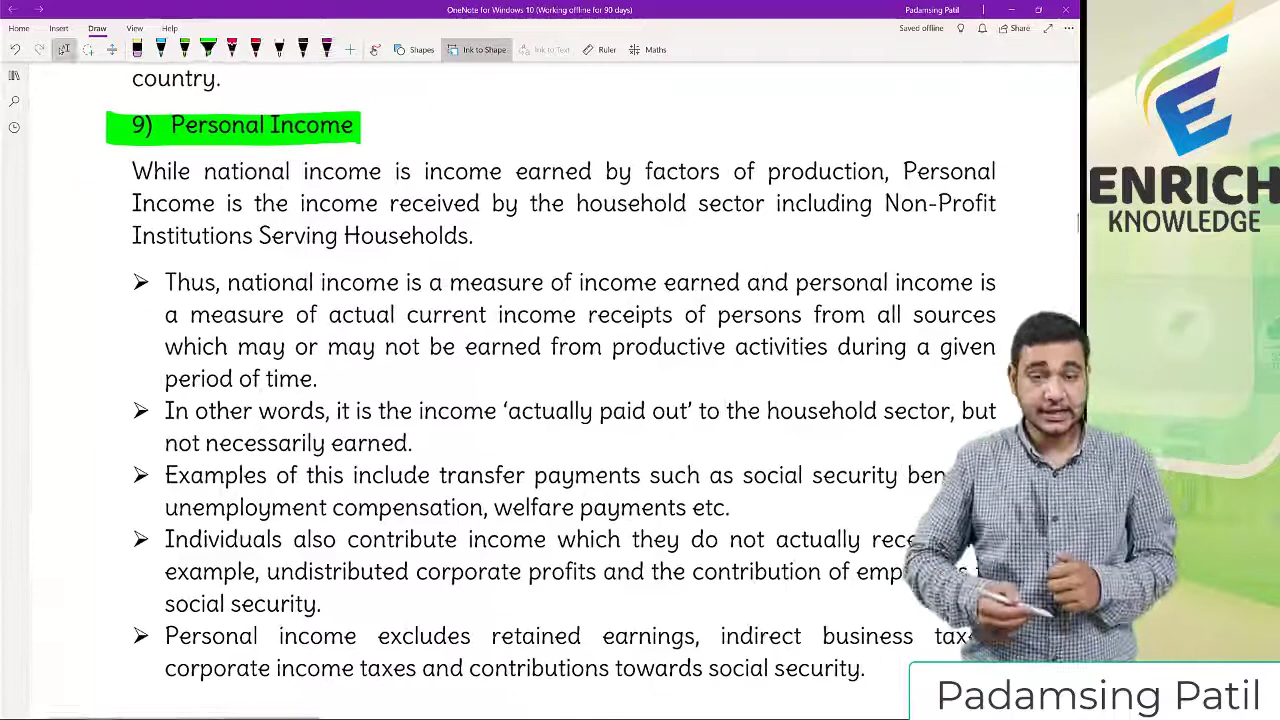 OneNote for Windows 10 (Working offline for 90 days)
Padamsing Patil
Home Insert Draw View Help
Saved offline
Share
Shapes
Ink to Shape
Ink to Text
Ruler
Maths
country.
9) Personal Income
While national income is income earned by factors of production, Personal
Income is the income received by the household sector including Non-Profit
Institutions Serving Households.
➢ Thus, national income is a measure of income earned and personal income is
a measure of actual current income receipts of persons from all sources
which may or may not be earned from productive activities during a given
period of time.
➢ In other words, it is the income ‘actually paid out’ to the household sector, but
not necessarily earned.
➢ Examples of this include transfer payments such as social security
unemployment compensation, welfare payments etc.
➢ Individuals also contribute income which they do not actually
example, undistributed corporate profits and the contribution of
social security.
➢ Personal income excludes retained earnings, indirect business
corporate income taxes and contributions towards social security.
ENRICH
KNOWLEDGE
Padamsing Patil